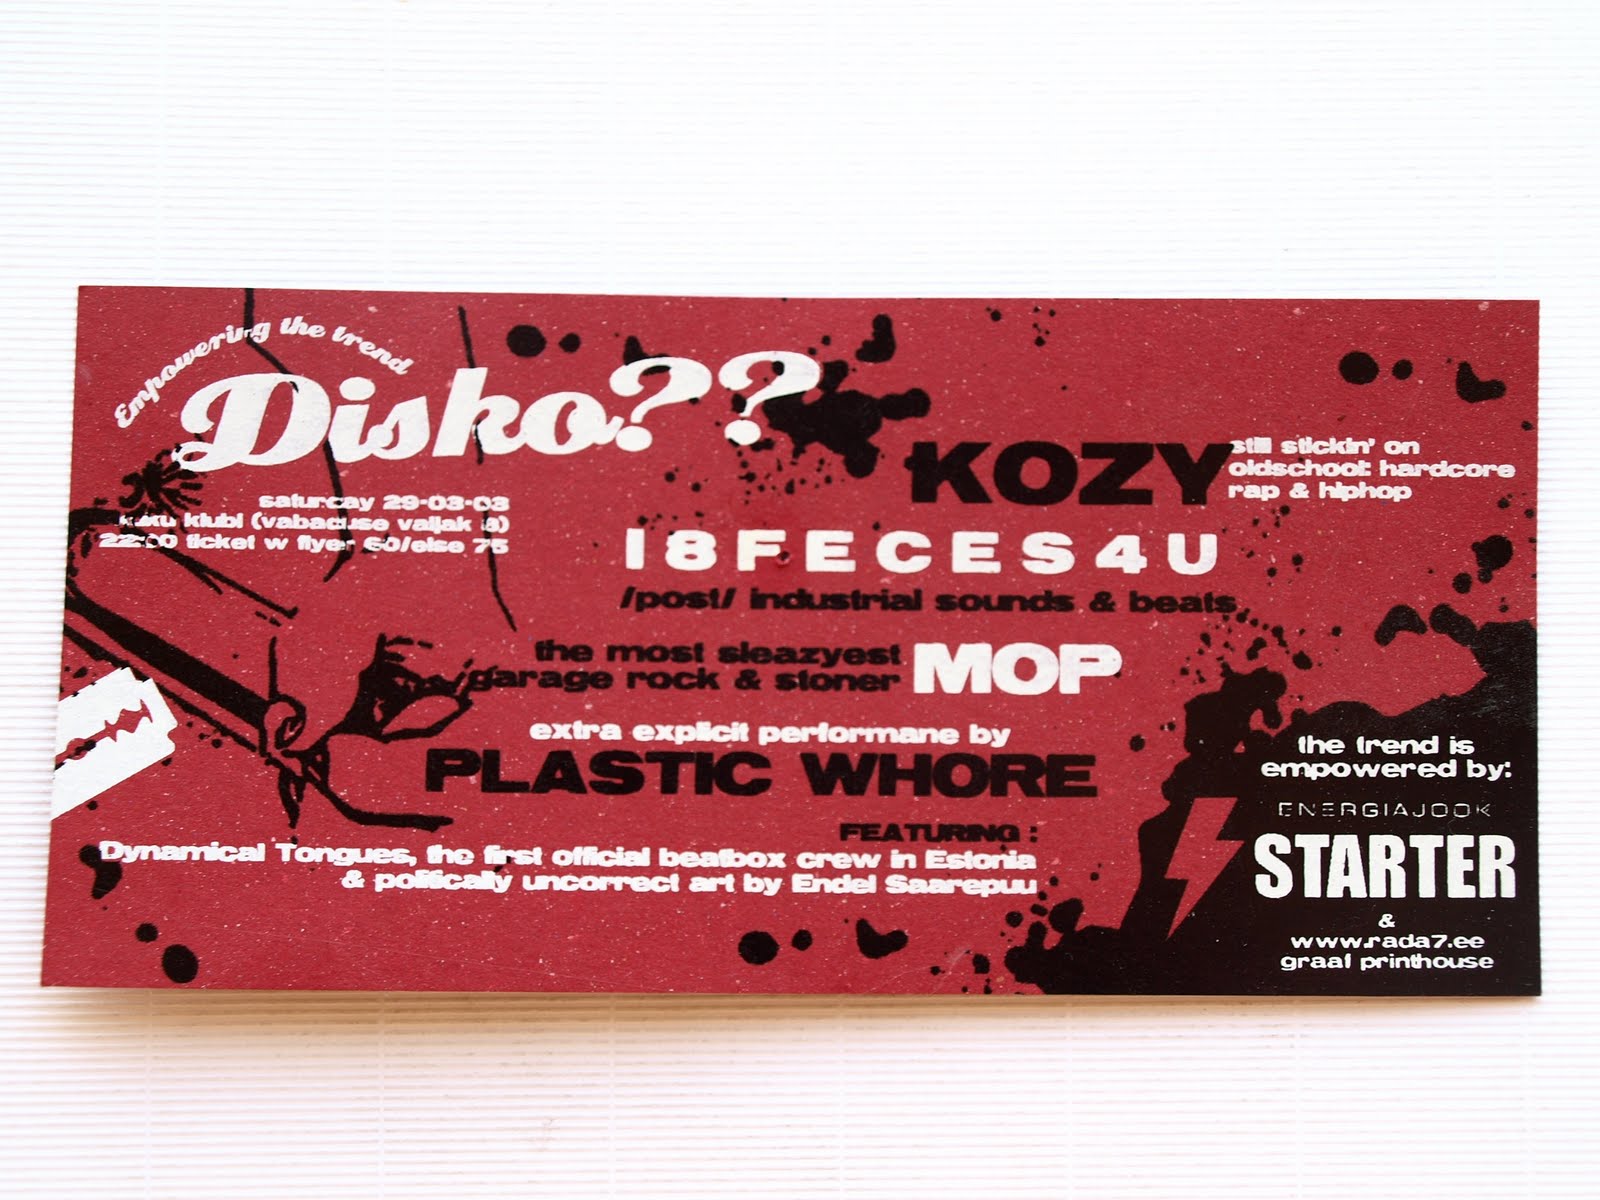 Empowering the trend
Disko??
saturday 29-03-03
kuku klubi (vabaduse valjak 8)
22:00 ticket w flyer 60/else 75
KOZY
still stickin' on
oldschool: hardcore
rap & hiphop
I8FECES4U
/post/ industrial sounds & beats
the most sleazyest
garage rock & stoner
MOP
extra explicit performane by
PLASTIC WHORE
FEATURING :
Dynamical Tongues, the first official beatbox crew in Estonia
& politically uncorrect art by Endel Saarepuu
the trend is
empowered by:
ENERGIAJOOK
STARTER
&
www.rada7.ee
graaf printhouse